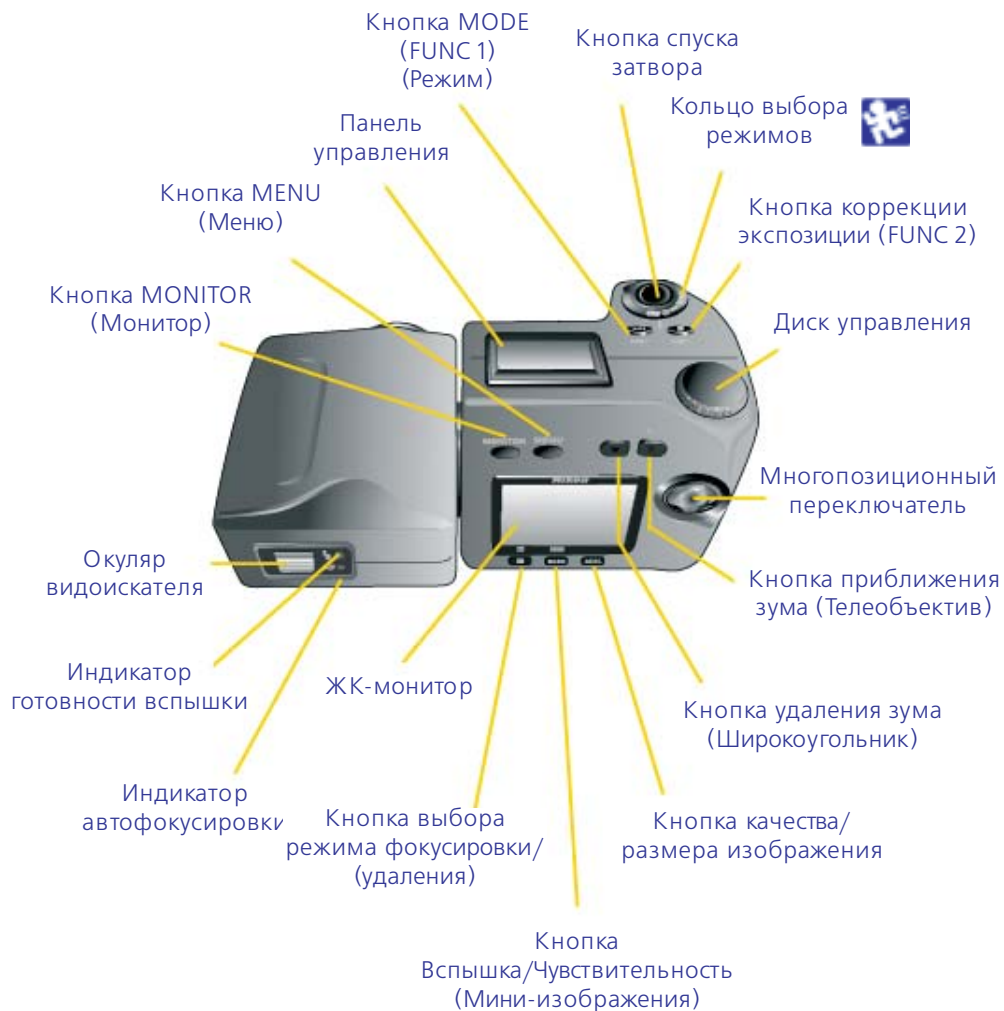 Кнопка MODE
(FUNC 1)
(Режим)
Кнопка спуска
затвора
Кольцо выбора
режимов
Панель
управления
Кнопка MENU
(Меню)
Кнопка коррекции
экспозиции (FUNC 2)
Кнопка MONITOR
(Монитор)
Диск управления
MONITOR
MENU
Многопозиционный
переключатель
Окуляр
видоискателя
Кнопка приближения
зума (Телеобъектив)
Индикатор
готовности вспышки
ЖК-монитор
Кнопка удаления зума
(Широкоугольник)
Индикатор
автофокусировки
Кнопка выбора
режима фокусировки/
(удаления)
Кнопка качества/
размера изображения
Кнопка
Вспышка/Чувствительность
(Мини-изображения)